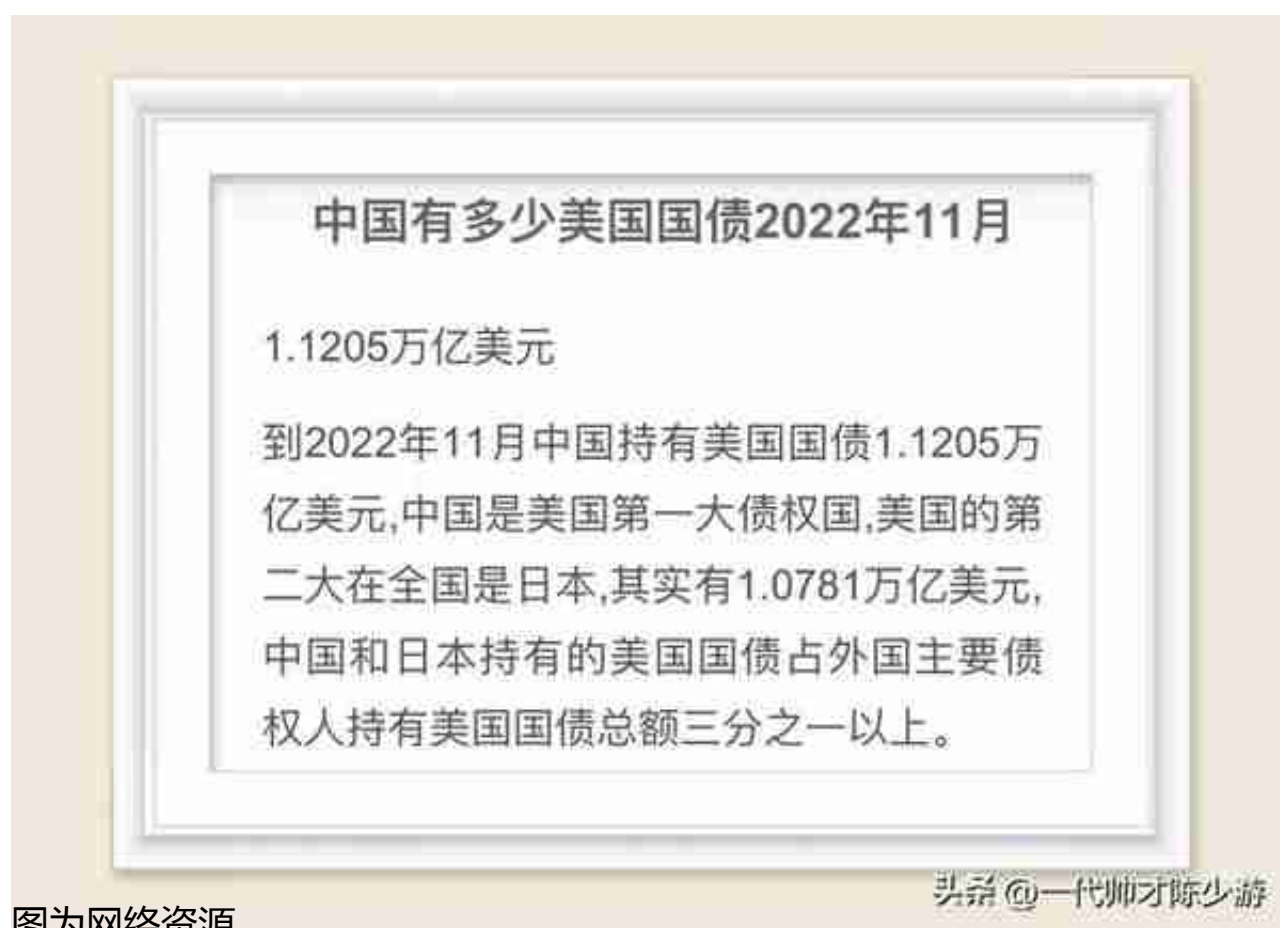 中国有多少美国国债2022年11月
1.1205万亿美元
到2022年11月中国持有美国国债1.1205万
亿美元,中国是美国第一大债权国,美国的第
二大在全国是日本,其实有1.0781万亿美元,
中国和日本持有的美国国债占外国主要债
权人持有美国国债总额三分之一以上。
头条 @一代帅才陈少游
图为网络资源